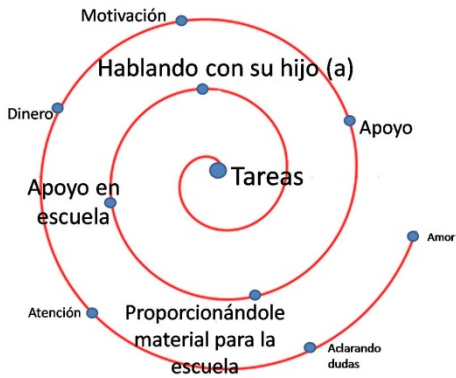 Motivación
Hablando con su hijo (a)
Dinero
Apoyo
Tareas
Apoyo en
escuela
Amor
Atención
Proporcionándole
material para la
escuela
Aclarando
dudas